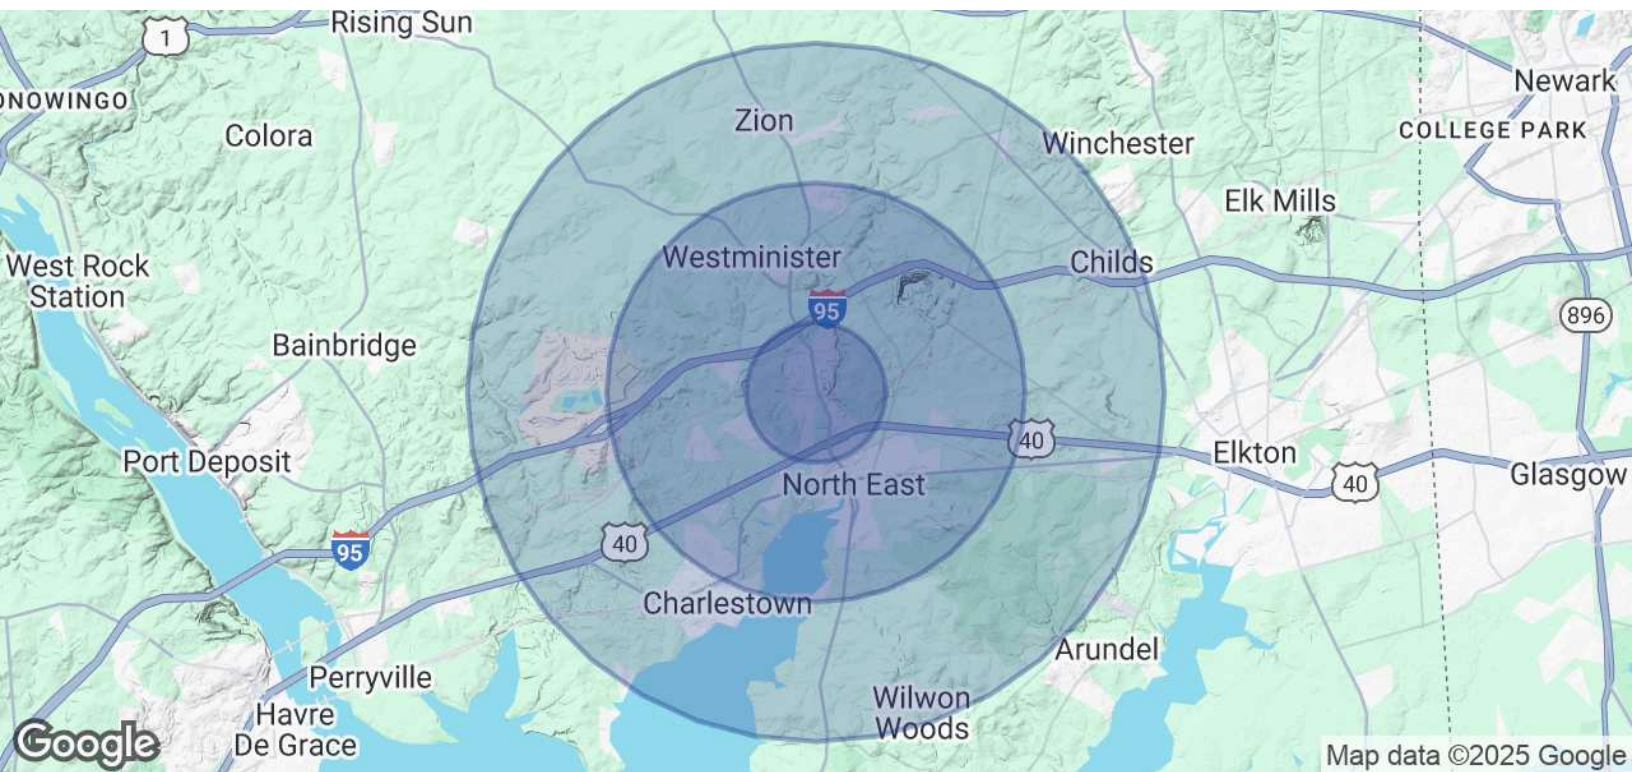 Rising Sun
1
ONOWINGO
Colora
Zion
Winchester
Newark
COLLEGE PARK
Elk Mills
West Rock
Station
Westminister
Childs
95
896
Bainbridge
Port Deposit
40
Elkton
40
Glasgow
North East
95
40
Charlestown
Arundel
Perryville
Wilwon
Woods
Havre
De Grace
Google
Map data ©2025 Google